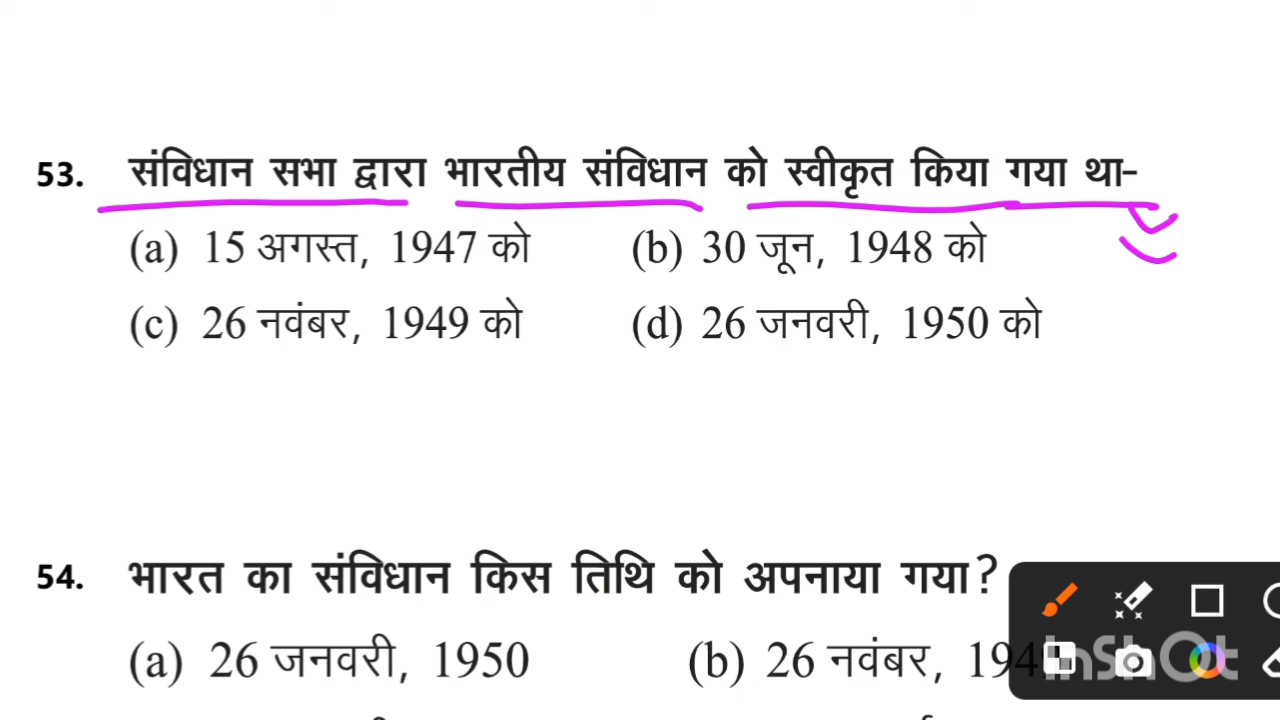 53. संविधान सभा द्वारा भारतीय संविधान को स्वीकृत किया गया था-
(a) 15 अगस्त, 1947 को (b) 30 जून, 1948 को
(c) 26 नवंबर, 1949 को (d) 26 जनवरी, 1950 को
54. भारत का संविधान किस तिथि को अपनाया गया?
(a) 26 जनवरी, 1950 (b) 26 नवंबर,
InShOt